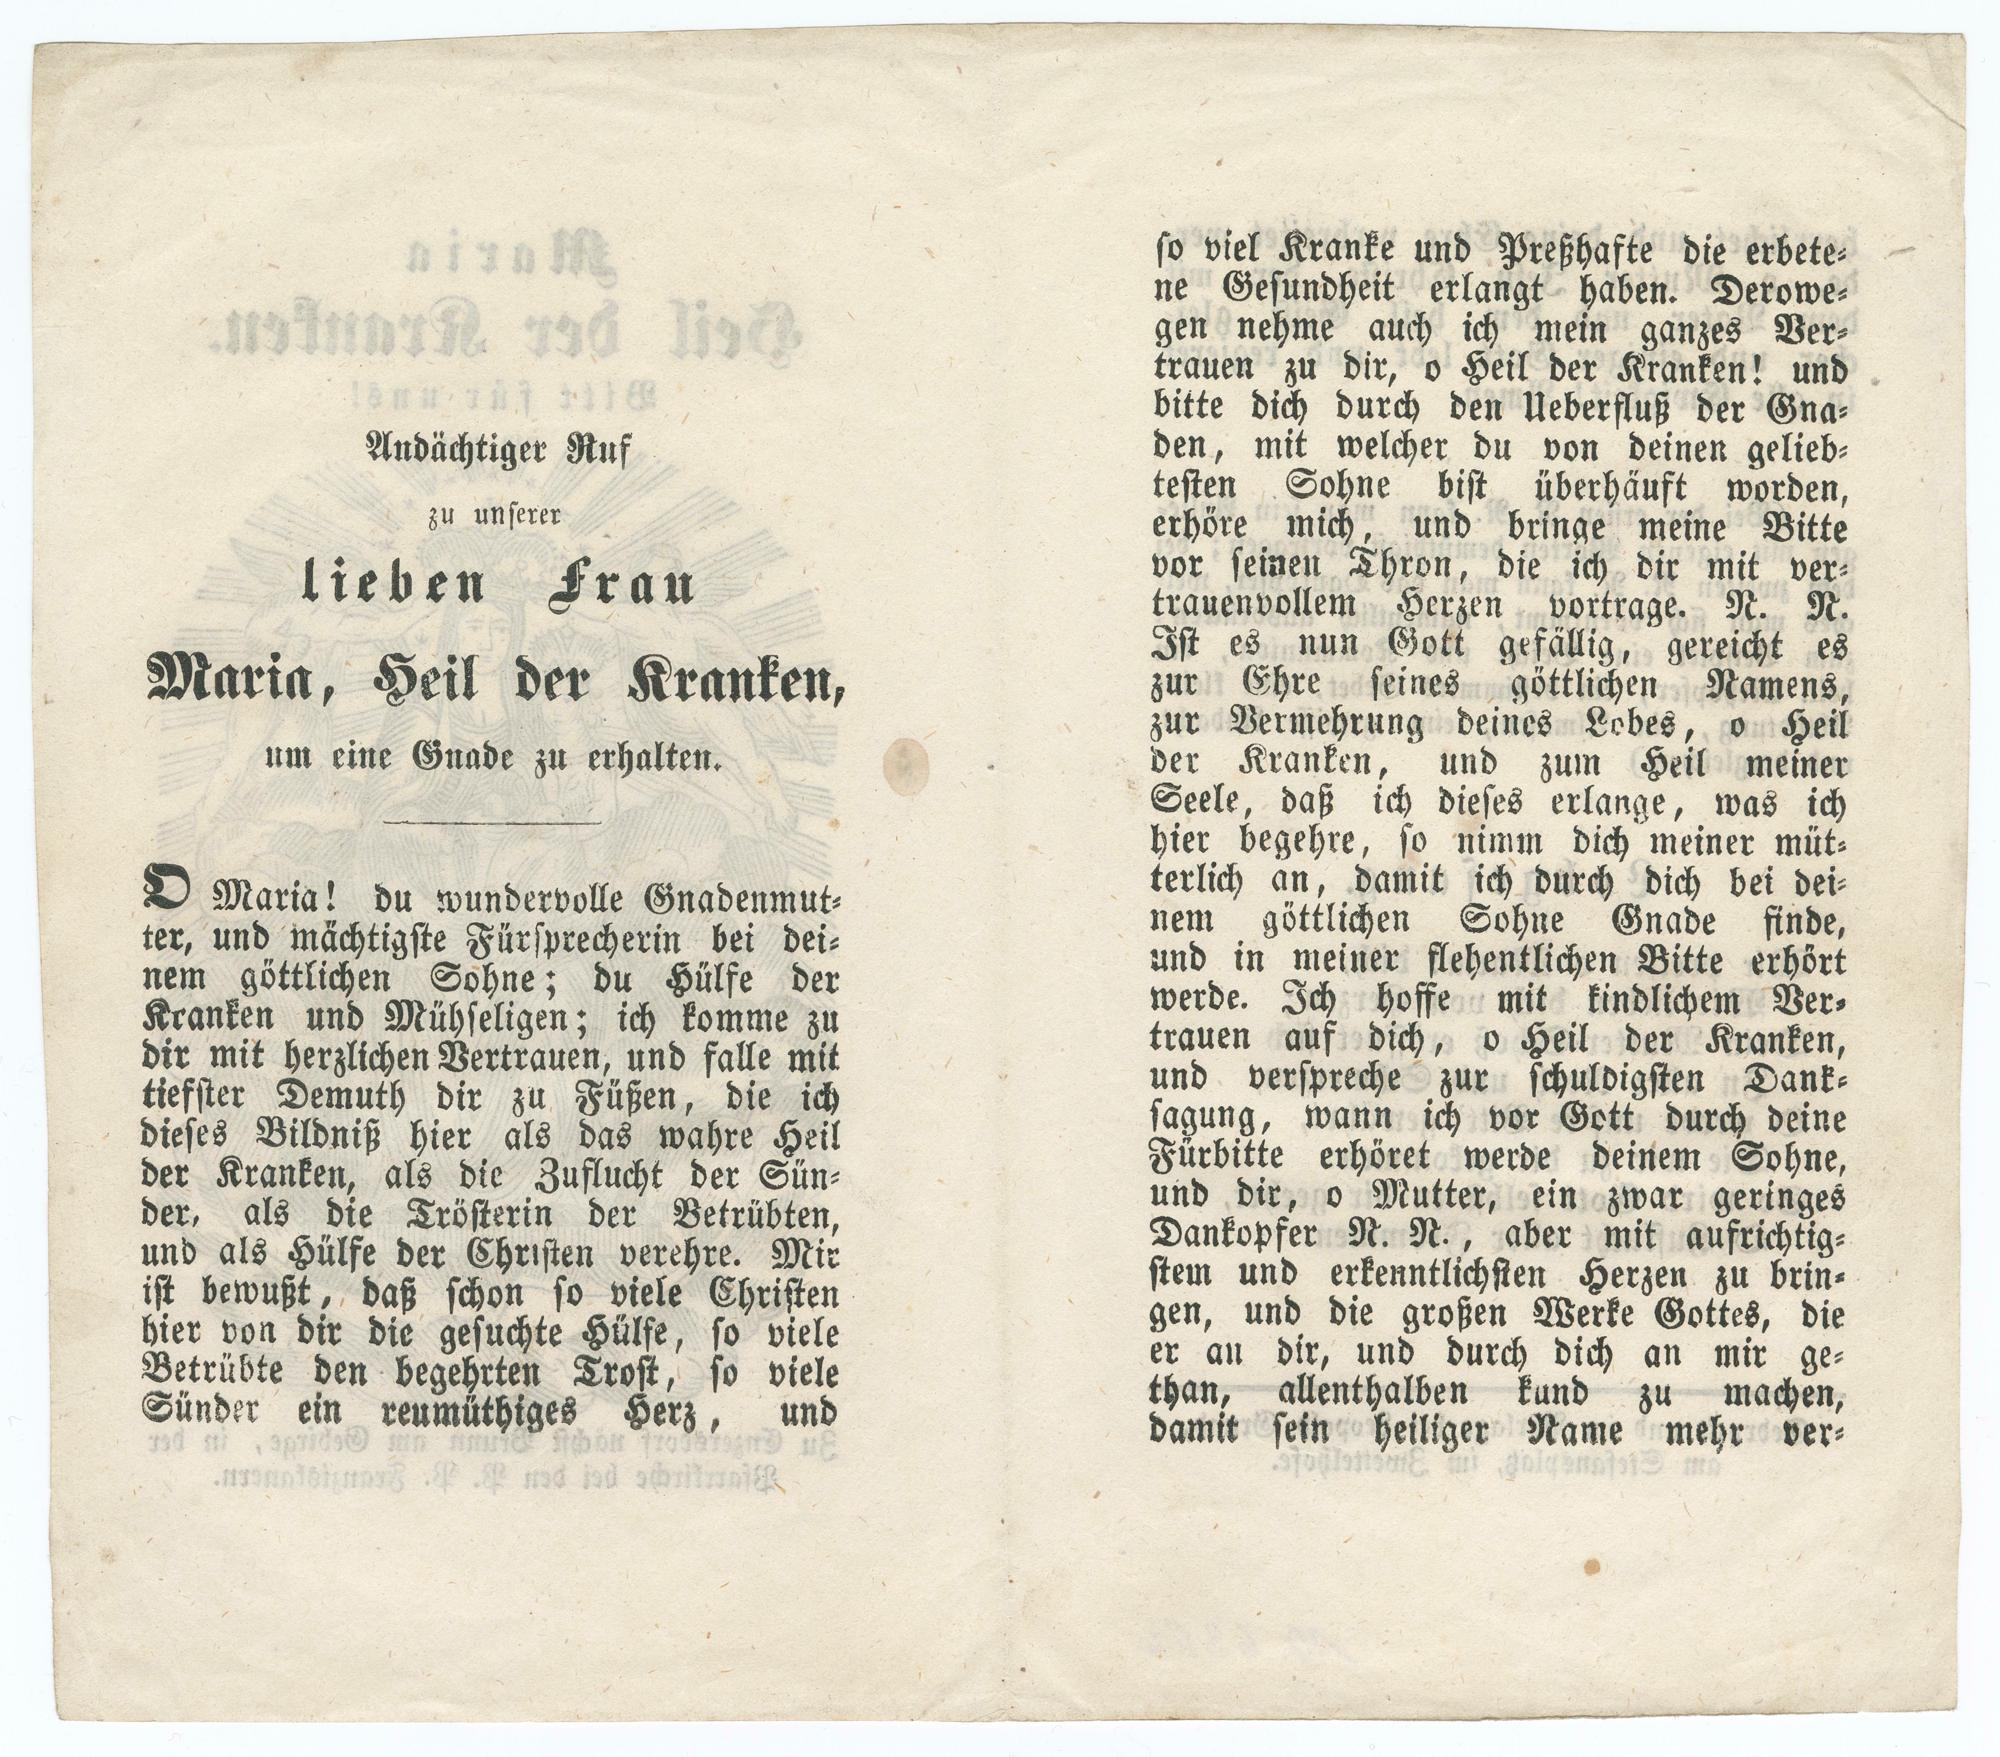 Andächtiger Ruf
zu unserer
lieben Frau
Maria, Heil der Kranken,
um eine Gnade zu erhalten.
O Maria! du wundervolle Gnadenmut-
ter, und mächtigste Fürsprecherin bei dei-
nem göttlichen Sohne; du Hülfe der
Kranken und Mühseligen; ich komme zu
dir mit herzlichen Vertrauen, und falle mit
tiefster Demuth dir zu Füßen, die ich
dieses Bildniß hier als das wahre Heil
der Kranken, als die Zuflucht der Sün-
der, als die Trösterin der Betrübten,
und als Hülfe der Christen verehre. Mir
ist bewußt, daß schon so viele Christen
hier von dir die gesuchte Hülfe, so viele
Betrübte den begehrten Trost, so viele
Sünder ein reumüthiges Herz, und
so viel Kranke und Preßhafte die erbete-
ne Gesundheit erlangt haben. Derowe-
gen nehme auch ich mein ganzes Ver-
trauen zu dir, o Heil der Kranken! und
bitte dich durch den Ueberfluß der Gna-
den, mit welcher du von deinen gelieb-
testen Sohne bist überhäuft worden,
erhöre mich, und bringe meine Bitte
vor seinen Thron, die ich dir mit ver-
trauenvollem Herzen vortrage. N. N.
Ist es nun Gott gefällig, gereicht es
zur Ehre seines göttlichen Namens,
zur Vermehrung deines Lobes, o Heil
der Kranken, und zum Heil meiner
Seele, daß ich dieses erlange, was ich
hier begehre, so nimm dich meiner müt-
terlich an, damit ich durch dich bei dei-
nem göttlichen Sohne Gnade finde,
und in meiner flehentlichen Bitte erhört
werde. Ich hoffe mit kindlichem Ver-
trauen auf dich, o Heil der Kranken,
und verspreche zur schuldigsten Dank-
sagung, wann ich vor Gott durch deine
Fürbitte erhöret werde deinem Sohne,
und dir, o Mutter, ein zwar geringes
Dankopfer N. N., aber mit aufrichtig-
stem und erkenntlichsten Herzen zu brin-
gen, und die großen Werke Gottes, die
er an dir, und durch dich an mir ge-
than, allenthalben kund zu machen,
damit sein heiliger Name mehr ver-